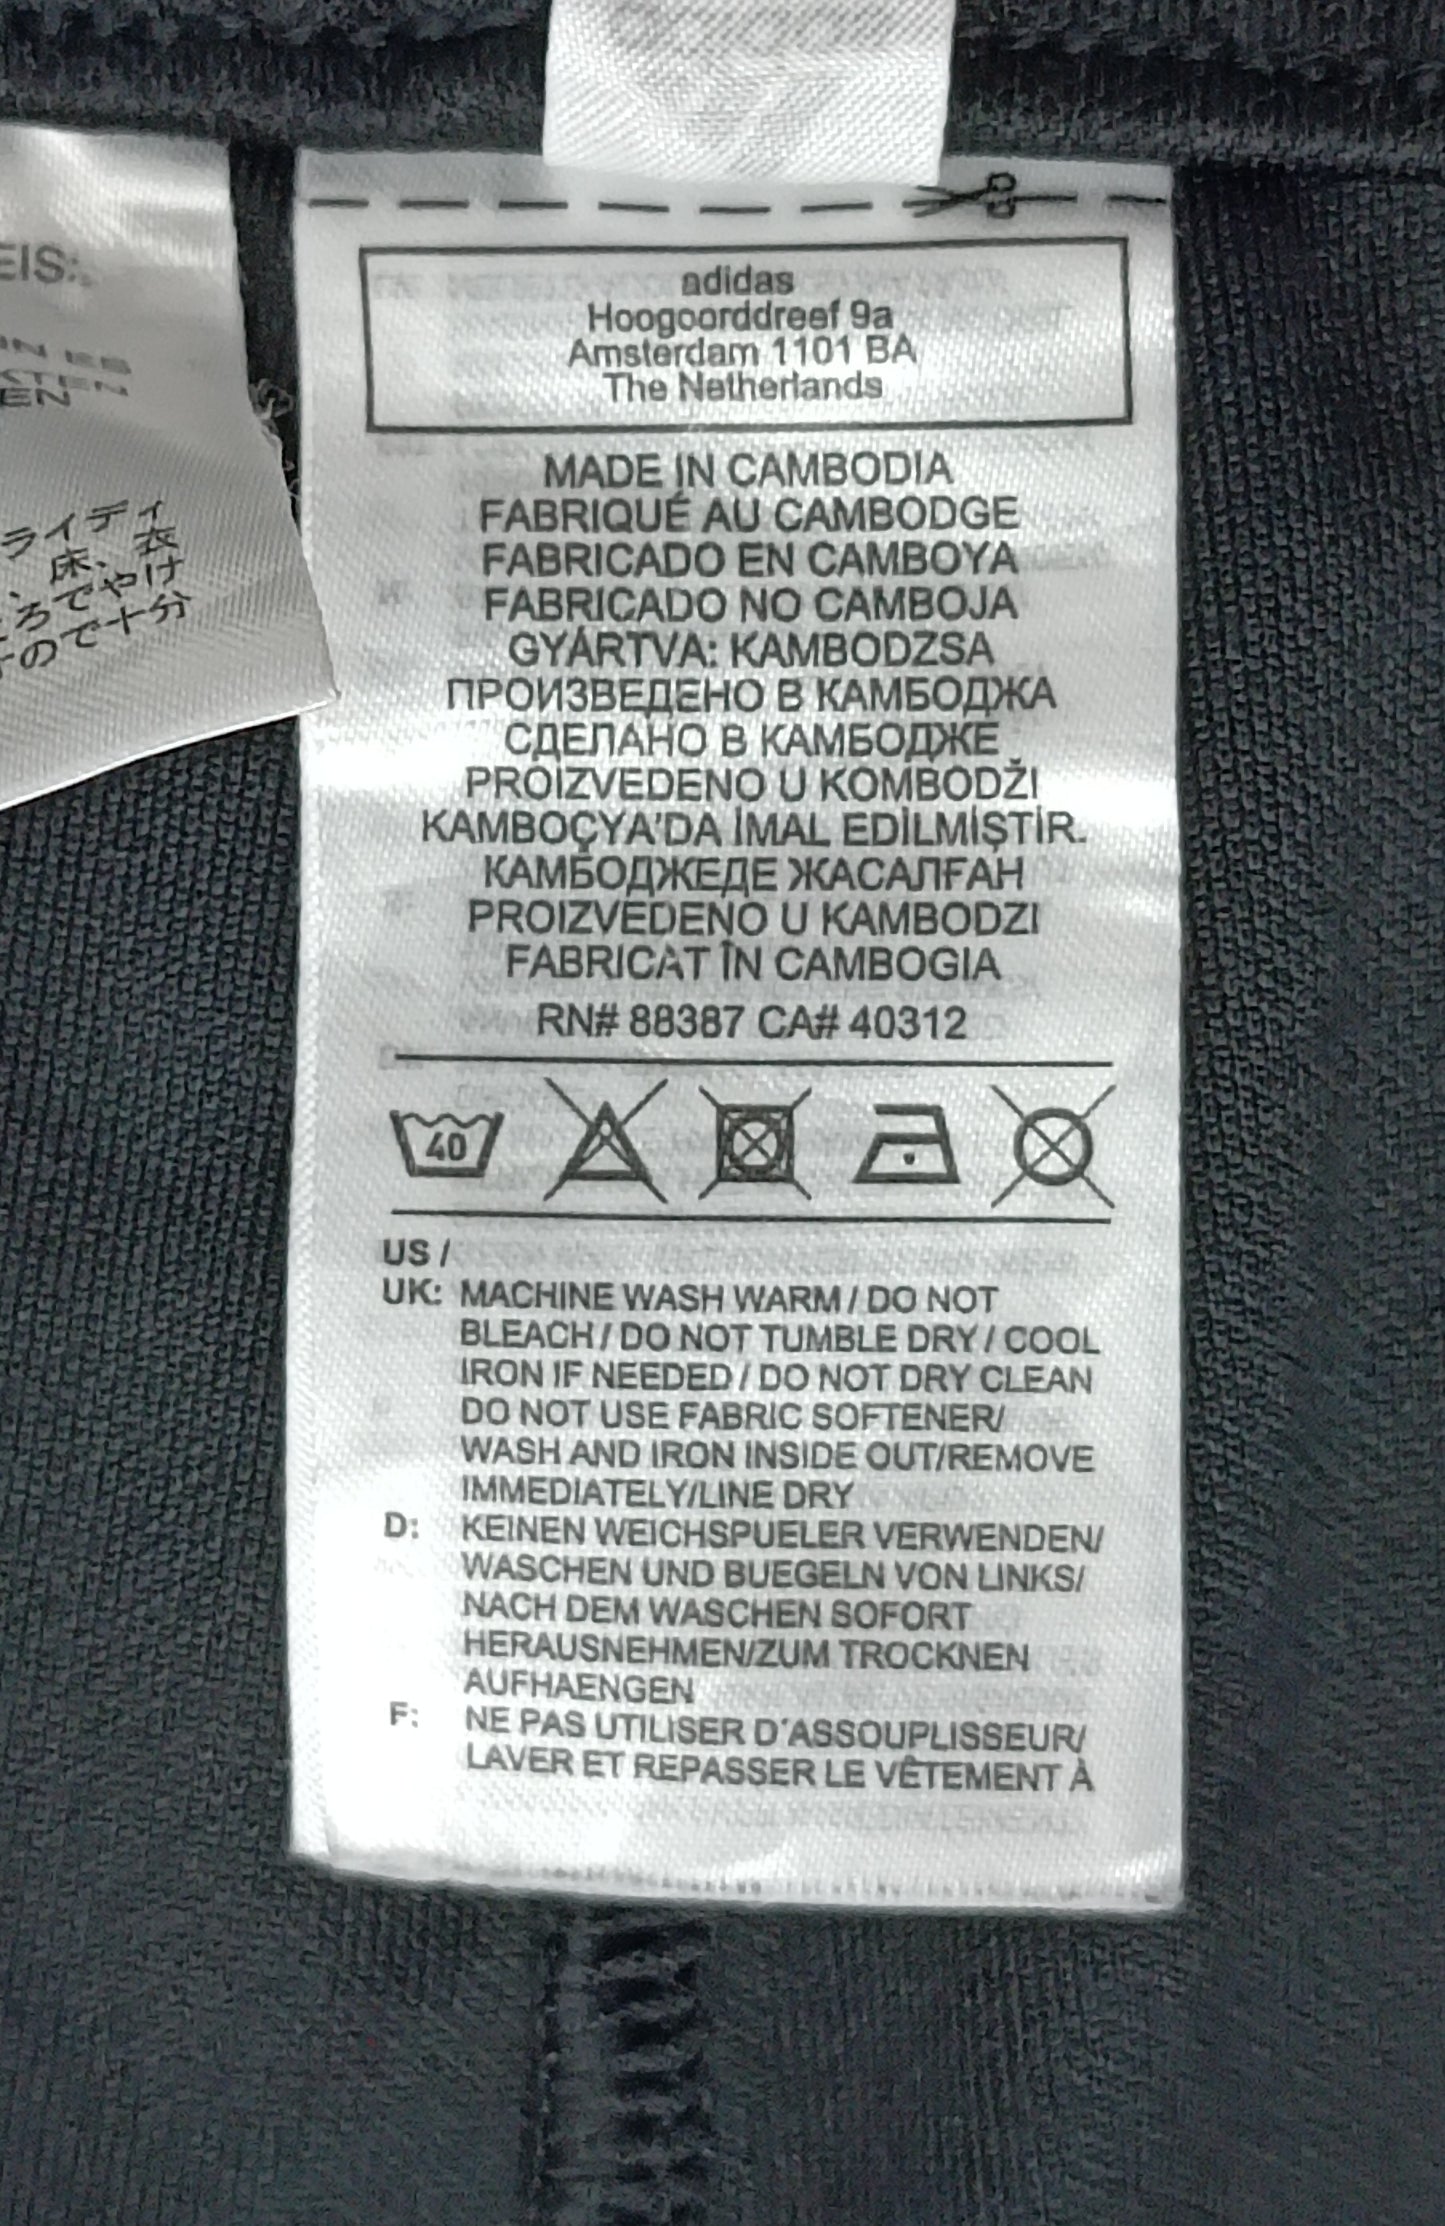 EIS:
EN
ライディ
床、衣
ろでやけ
ので十分
adidas
Hoogoorddreef 9a
Amsterdam 1101 BA
The Netherlands
MADE IN CAMBODIA
FABRIQUÉ AU CAMBODGE
FABRICADO EN CAMBOYA
FABRICADO NO CAMBOJA
GYÁRTVA: KAMBODZSA
ПРОИЗВЕДЕНО В КАМБОДЖА
СДЕЛАНО В КАМБОДЖЕ
PROIZVEDENO U KOMBODŽI
KAMBOÇYA'DA İMAL EDİLMİŞTİR.
КАМБОДЖЕДЕ ЖАСАЛҒАН
PROIZVEDENO U KAMBODZI
FABRICAT ÎN CAMBOGIA
RN# 88387 CA# 40312
40
US /
UK: MACHINE WASH WARM / DO NOT
BLEACH / DO NOT TUMBLE DRY / COOL
IRON IF NEEDED / DO NOT DRY CLEAN
DO NOT USE FABRIC SOFTENER/
WASH AND IRON INSIDE OUT/REMOVE
IMMEDIATELY/LINE DRY
D: KEINEN WEICHSPUELER VERWENDEN/
WASCHEN UND BUEGELN VON LINKS/
NACH DEM WASCHEN SOFORT
HERAUSNEHMEN/ZUM TROCKNEN
AUFHAENGEN
F: NE PAS UTILISER D'ASSOUPLISSEUR/
LAVER ET REPASSER LE VÊTEMENT À